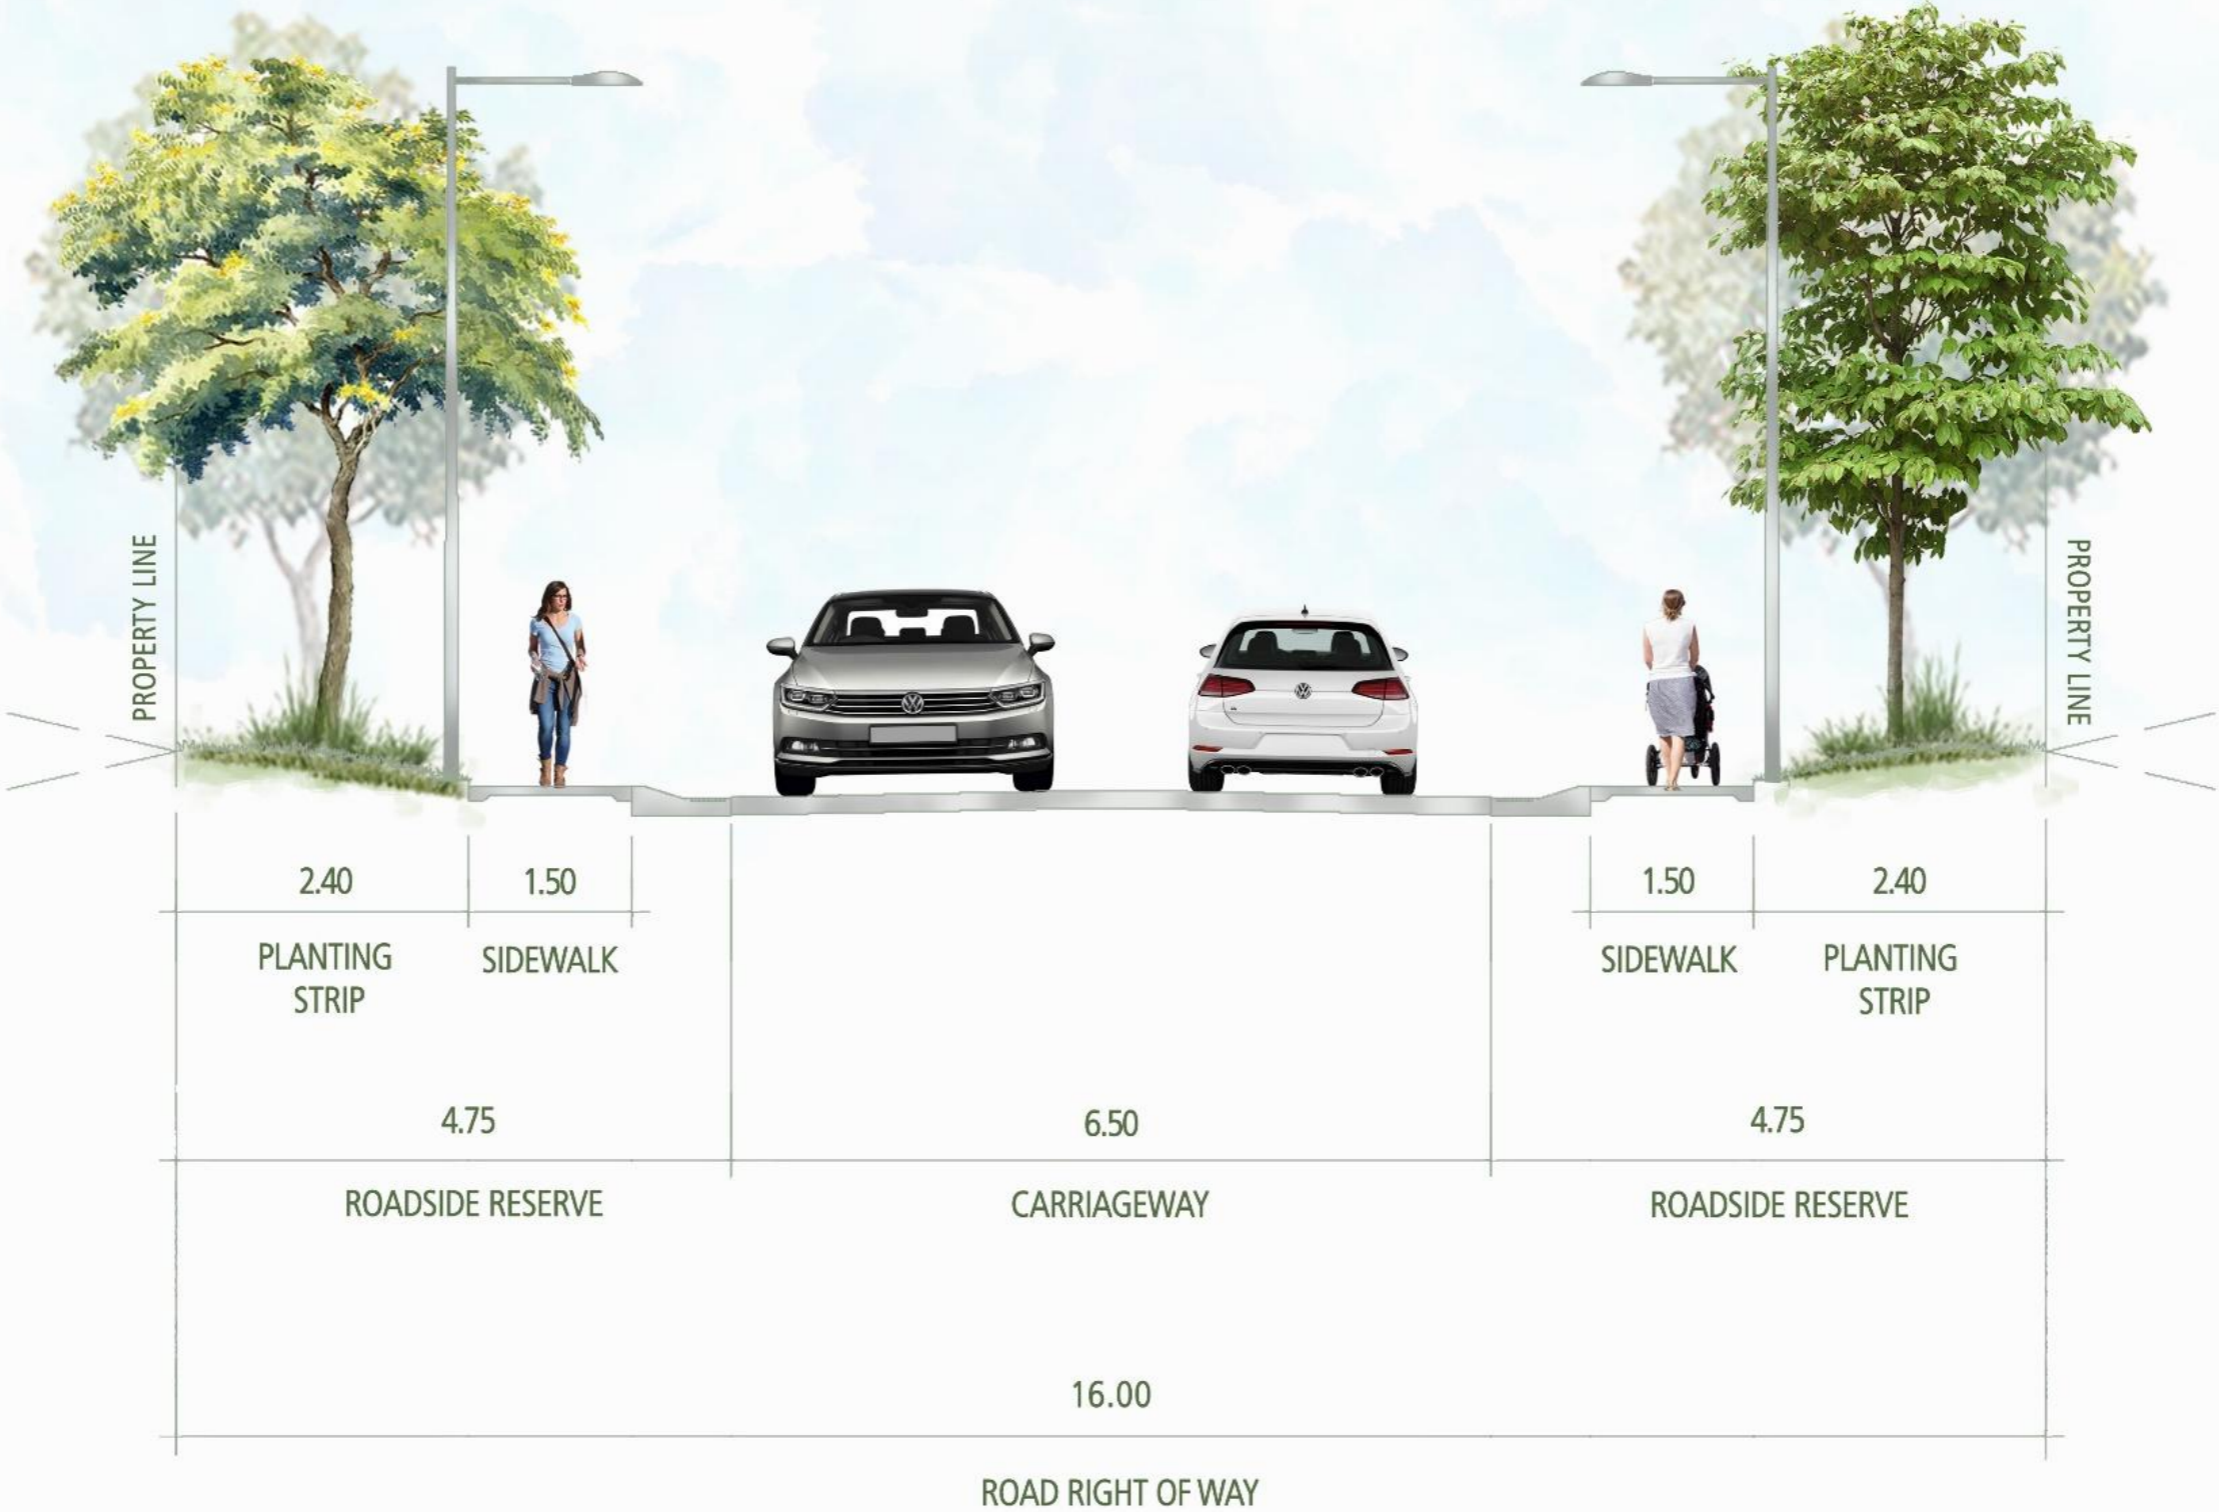 PROPERTY LINE
PROPERTY LINE
2.40
1.50
1.50
2.40
PLANTING
STRIP
SIDEWALK
SIDEWALK
PLANTING
STRIP
4.75
6.50
4.75
ROADSIDE RESERVE
CARRIAGEWAY
ROADSIDE RESERVE
16.00
ROAD RIGHT OF WAY